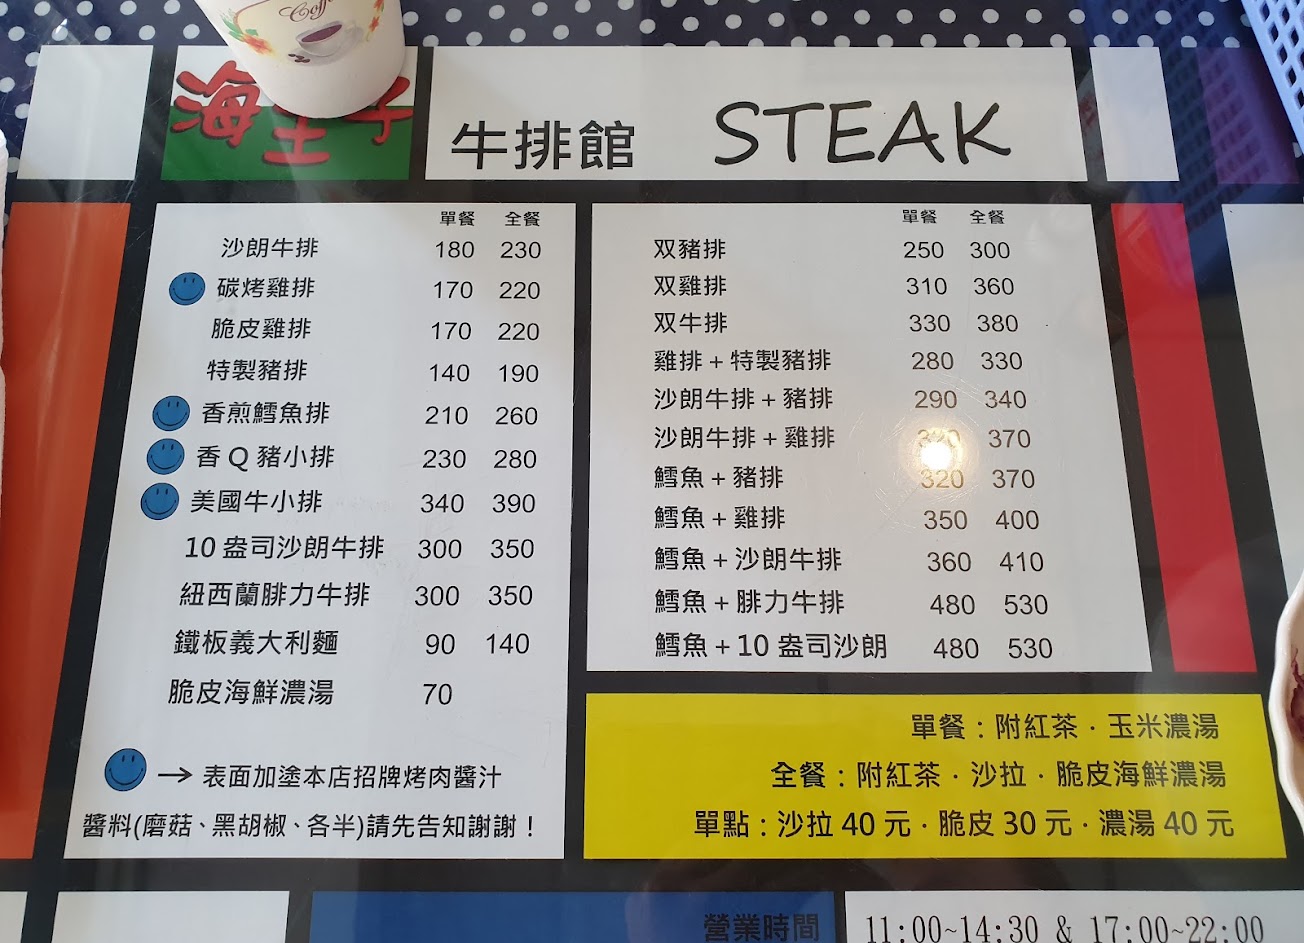 Coffe
海王子
牛排館 STEAK
單餐 全餐
沙朗牛排 180 230
碳烤雞排 170 220
脆皮雞排 170 220
特製豬排 140 190
香煎鱈魚排 210 260
香Q豬小排 230 280
美國牛小排 340 390
10盎司沙朗牛排 300 350
紐西蘭腓力牛排 300 350
鐵板義大利麵 90 140
脆皮海鮮濃湯 70
→ 表面加塗本店招牌烤肉醬汁
醬料(磨菇、黑胡椒、各半)請先告知謝謝！
單餐 全餐
双豬排 250 300
双雞排 310 360
双牛排 330 380
雞排+特製豬排 280 330
沙朗牛排+豬排 290 340
沙朗牛排+雞排 370
鱈魚+豬排 320 370
鱈魚+雞排 350 400
鱈魚+沙朗牛排 360 410
鱈魚+腓力牛排 480 530
鱈魚+10盎司沙朗 480 530
單餐：附紅茶．玉米濃湯
全餐：附紅茶．沙拉．脆皮海鮮濃湯
單點：沙拉40元．脆皮30元．濃湯40元
營業時間 11:00~14:30 & 17:00~22:00